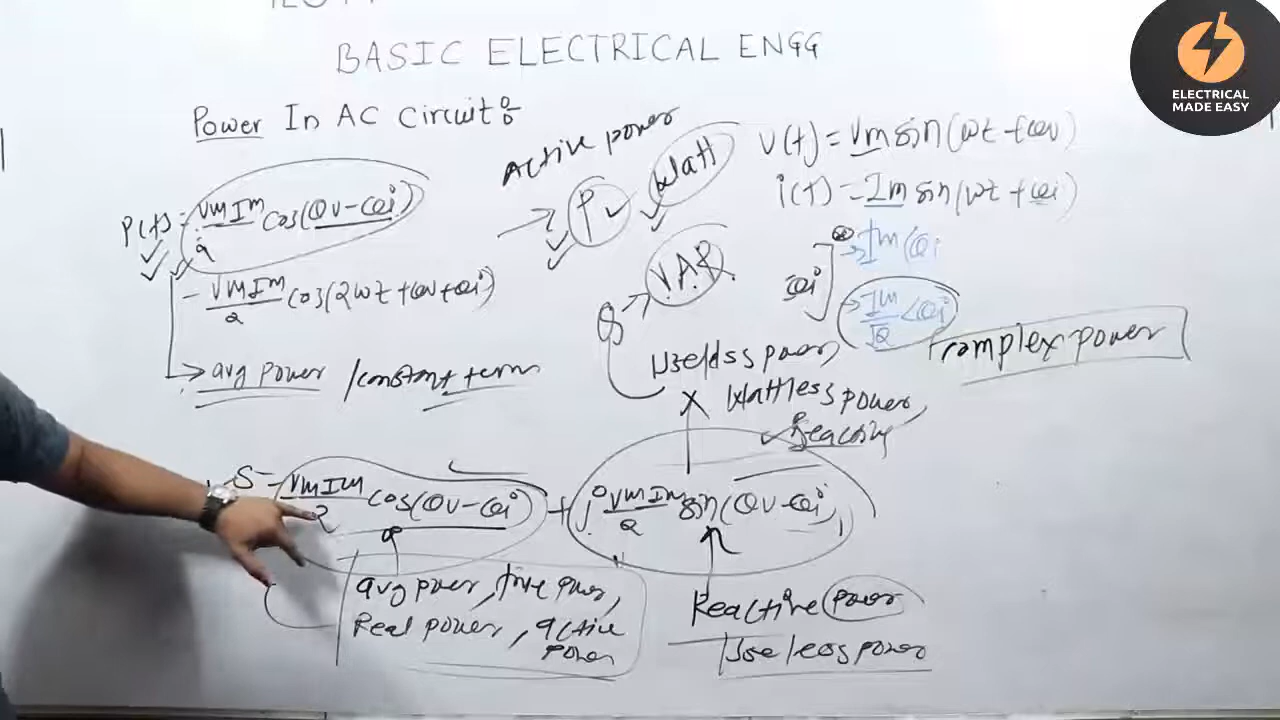 BASIC ELECTRICAL ENGG
ELECTRICAL
MADE EASY
Power In AC Circuit:
Active power
P
Watt
V(t) = Vm sin(ωt + θv)
i(t) = Im sin(ωt + θi)
P(t) = VmIm/2 cos(θv - θi)
- VmIm/2 cos(2ωt + θv + θi)
→ avg power / constant term
Q → V.A.R
θi
→ Im∠θi
→ Im/√2 ∠θi
Complex power
Useless power,
Wattless power,
Reactive
S = VmIm/2 cos(θv - θi) + j VmIm/2 sin(θv - θi)
avg power, true power,
Real power, active
power
Reactive power
Useless power